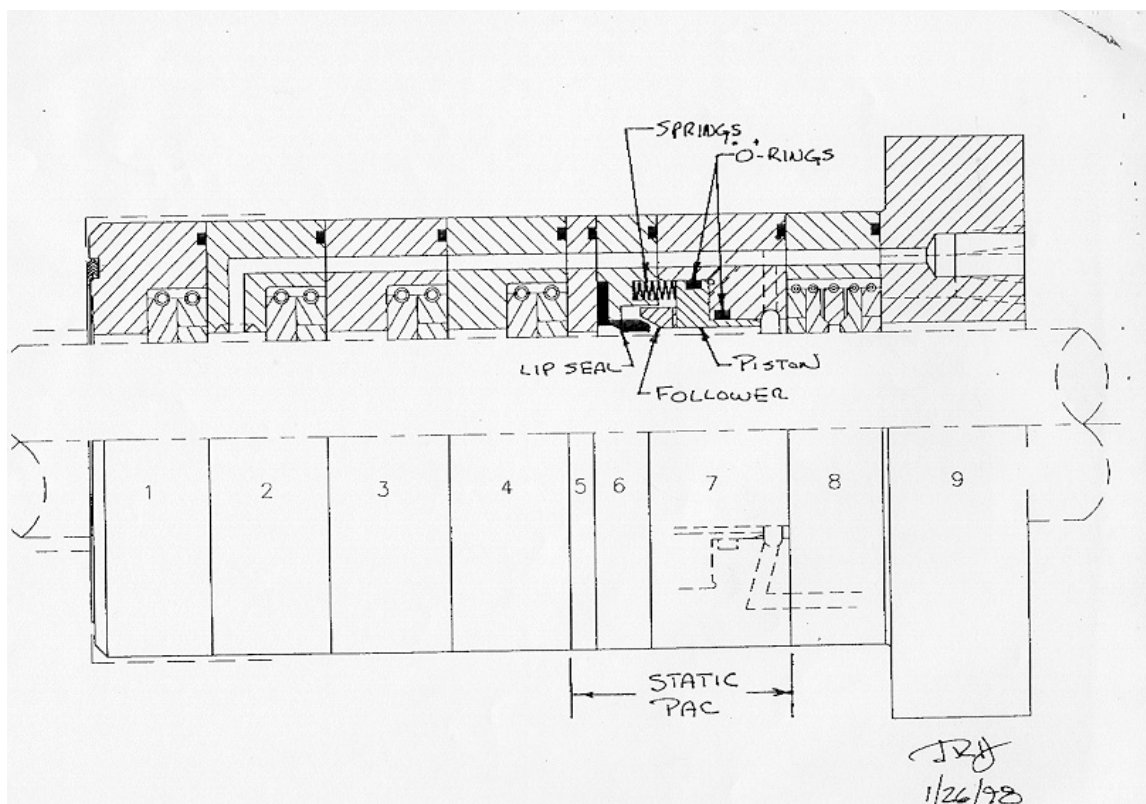 SPRINGS
"O"-RINGS
LIP SEAL
PISTON
FOLLOWER
1 2 3 4 5 6 7 8 9
STATIC
PAC
JRH
1/26/98